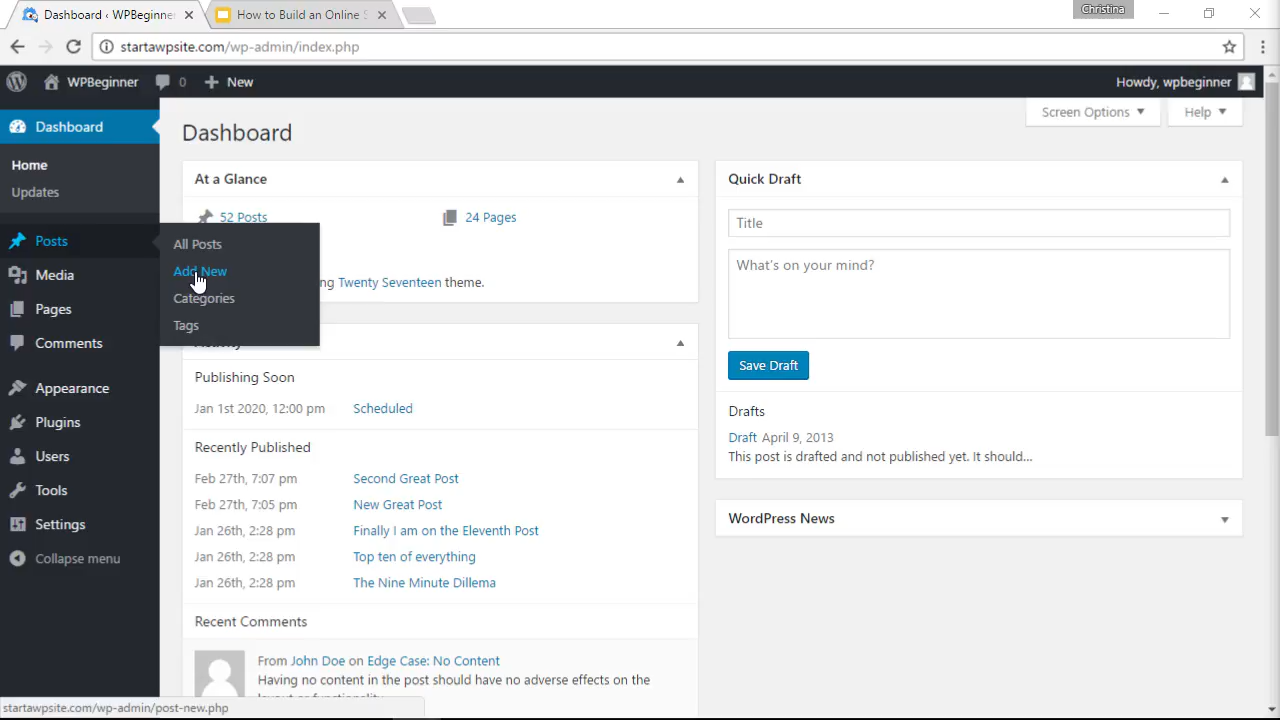 Dashboard ‹ WPBeginner
How to Build an Online S
Christina
startawpsite.com/wp-admin/index.php
WPBeginner
0
New
Howdy, wpbeginner
Dashboard
Home
Updates
Posts
Media
Pages
Comments
Appearance
Plugins
Users
Tools
Settings
Collapse menu
All Posts
Add New
Categories
Tags
Dashboard
Screen Options
Help
At a Glance
52 Posts
24 Pages
ng Twenty Seventeen theme.
Publishing Soon
Jan 1st 2020, 12:00 pm Scheduled
Recently Published
Feb 27th, 7:07 pm Second Great Post
Feb 27th, 7:05 pm New Great Post
Jan 26th, 2:28 pm Finally I am on the Eleventh Post
Jan 26th, 2:28 pm Top ten of everything
Jan 26th, 2:28 pm The Nine Minute Dillema
Recent Comments
From John Doe on Edge Case: No Content
Having no content in the post should have no adverse effects on the
Quick Draft
Title
What's on your mind?
Save Draft
Drafts
Draft April 9, 2013
This post is drafted and not published yet. It should…
WordPress News
startawpsite.com/wp-admin/post-new.php